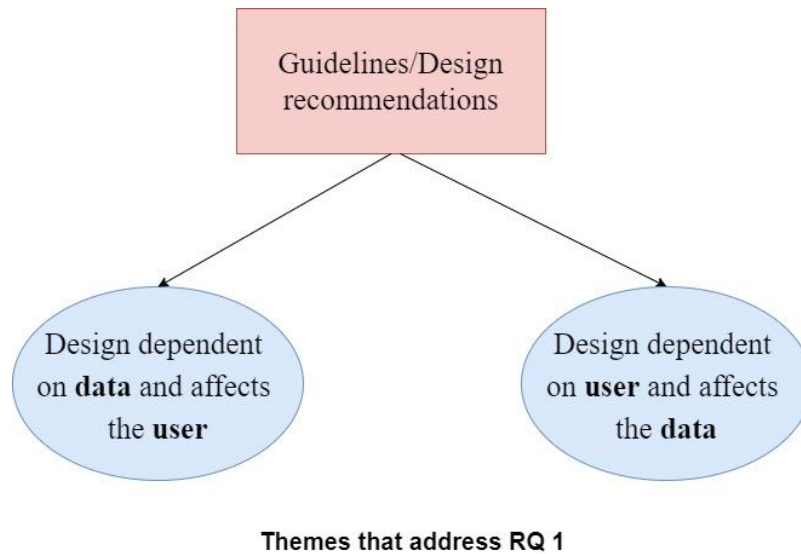 Guidelines/Design
recommendations
Design dependent
on data and affects
the user
Design dependent
on user and affects
the data
Themes that address RQ 1